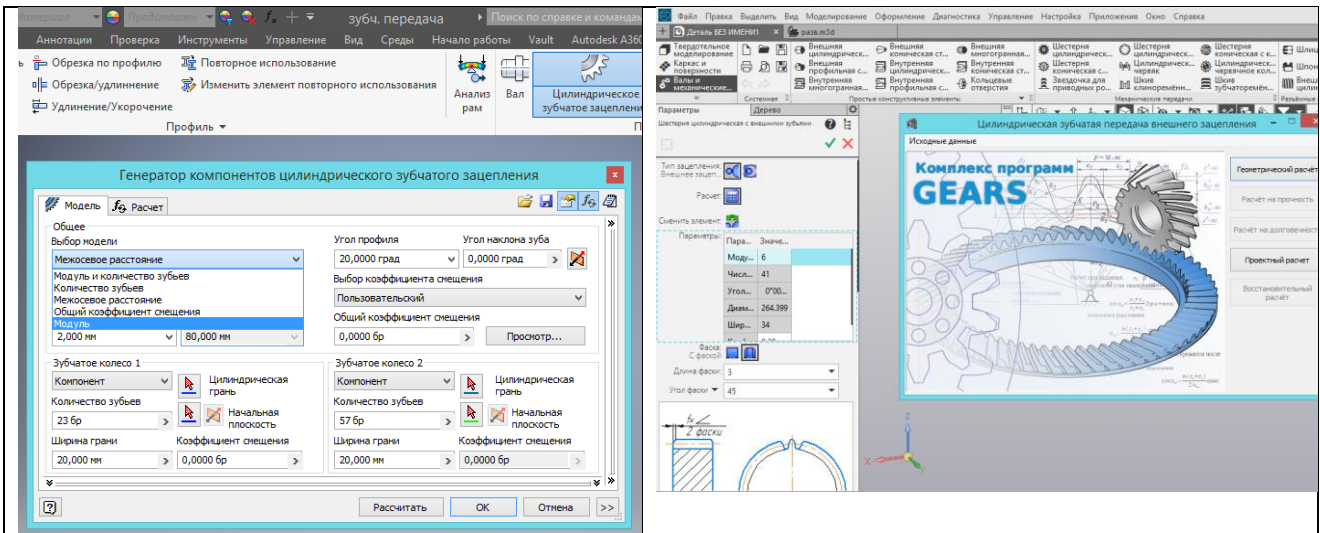 Материал
Представлен
зубч. передача
Поиск по справке и командам
Аннотации Проверка Инструменты Управление Вид Среды Начало работы Vault Autodesk A360
Обрезка по профилю
Повторное использование
Обрезка/удлиннение
Изменить элемент повторного использования
Удлинение/Укорочение
Анализ рам
Вал
Цилиндрическое
зубчатое зацепление
Профиль
Генератор компонентов цилиндрического зубчатого зацепления
Модель
Расчет
Общее
Выбор модели
Межосевое расстояние
Модуль и количество зубьев
Количество зубьев
Межосевое расстояние
Общий коэффициент смещения
Модуль
2,000 мм
80,000 мм
Угол профиля
Угол наклона зуба
20,0000 град
0,0000 град
Выбор коэффициента смещения
Пользовательский
Общий коэффициент смещения
0,0000 бр
Просмотр...
Зубчатое колесо 1
Компонент
Цилиндрическая
грань
Количество зубьев
23 бр
Начальная
плоскость
Ширина грани
Коэффициент смещения
20,000 мм
0,0000 бр
Зубчатое колесо 2
Компонент
Цилиндрическая
грань
Количество зубьев
57 бр
Начальная
плоскость
Ширина грани
Коэффициент смещения
20,000 мм
0,0000 бр
Рассчитать
ОК
Отмена
>>
Файл Правка Выделить Вид Моделирование Оформление Диагностика Управление Настройка Приложения Окно Справка
Деталь БЕЗ ИМЕНИ1
разв.m3d
Твердотельное
моделирование
Каркас и
поверхности
Валы и
механические...
Системная
Внешняя
цилиндрическ...
Внешняя
коническая ст...
Внешняя
многогранная...
Внешняя
профильная с...
Внутренняя
цилиндрическ...
Внутренняя
коническая ст...
Внутренняя
многогранная...
Внутренняя
профильная с...
Кольцевые
отверстия
Простые конструктивные элементы
Шестерня
цилиндрическ...
Шестерня
цилиндрическ...
Шестерня
коническая с к...
Шестерня
коническая с...
Цилиндрическ...
червяк
Цилиндрическ...
червячное кол...
Звездочка для
приводных ро...
Шкив
клиноремённ...
Шкив
зубчаторемён...
Механические передачи
Параметры
Дерево
Шестерня цилиндрическая с внешними зубьями
Тип зацепления:
Внешнее зацеп...
Расчет:
Сменить элемент:
Параметры:
Пара... Значе...
Моду... 6
Числ... 41
Угол... 0°00...
Диам... 264.399
Шир... 34
Фаска:
С фаской
Длина фаски: 3
Угол фаски 45
2 фаски
Цилиндрическая зубчатая передача внешнего зацепления
Исходные данные
Комплекс программ
GEARS
Геометрический расчёт
Расчёт на прочность
Расчёт на долговечность
Проектный расчет
Восстановительный
расчёт
Z
X